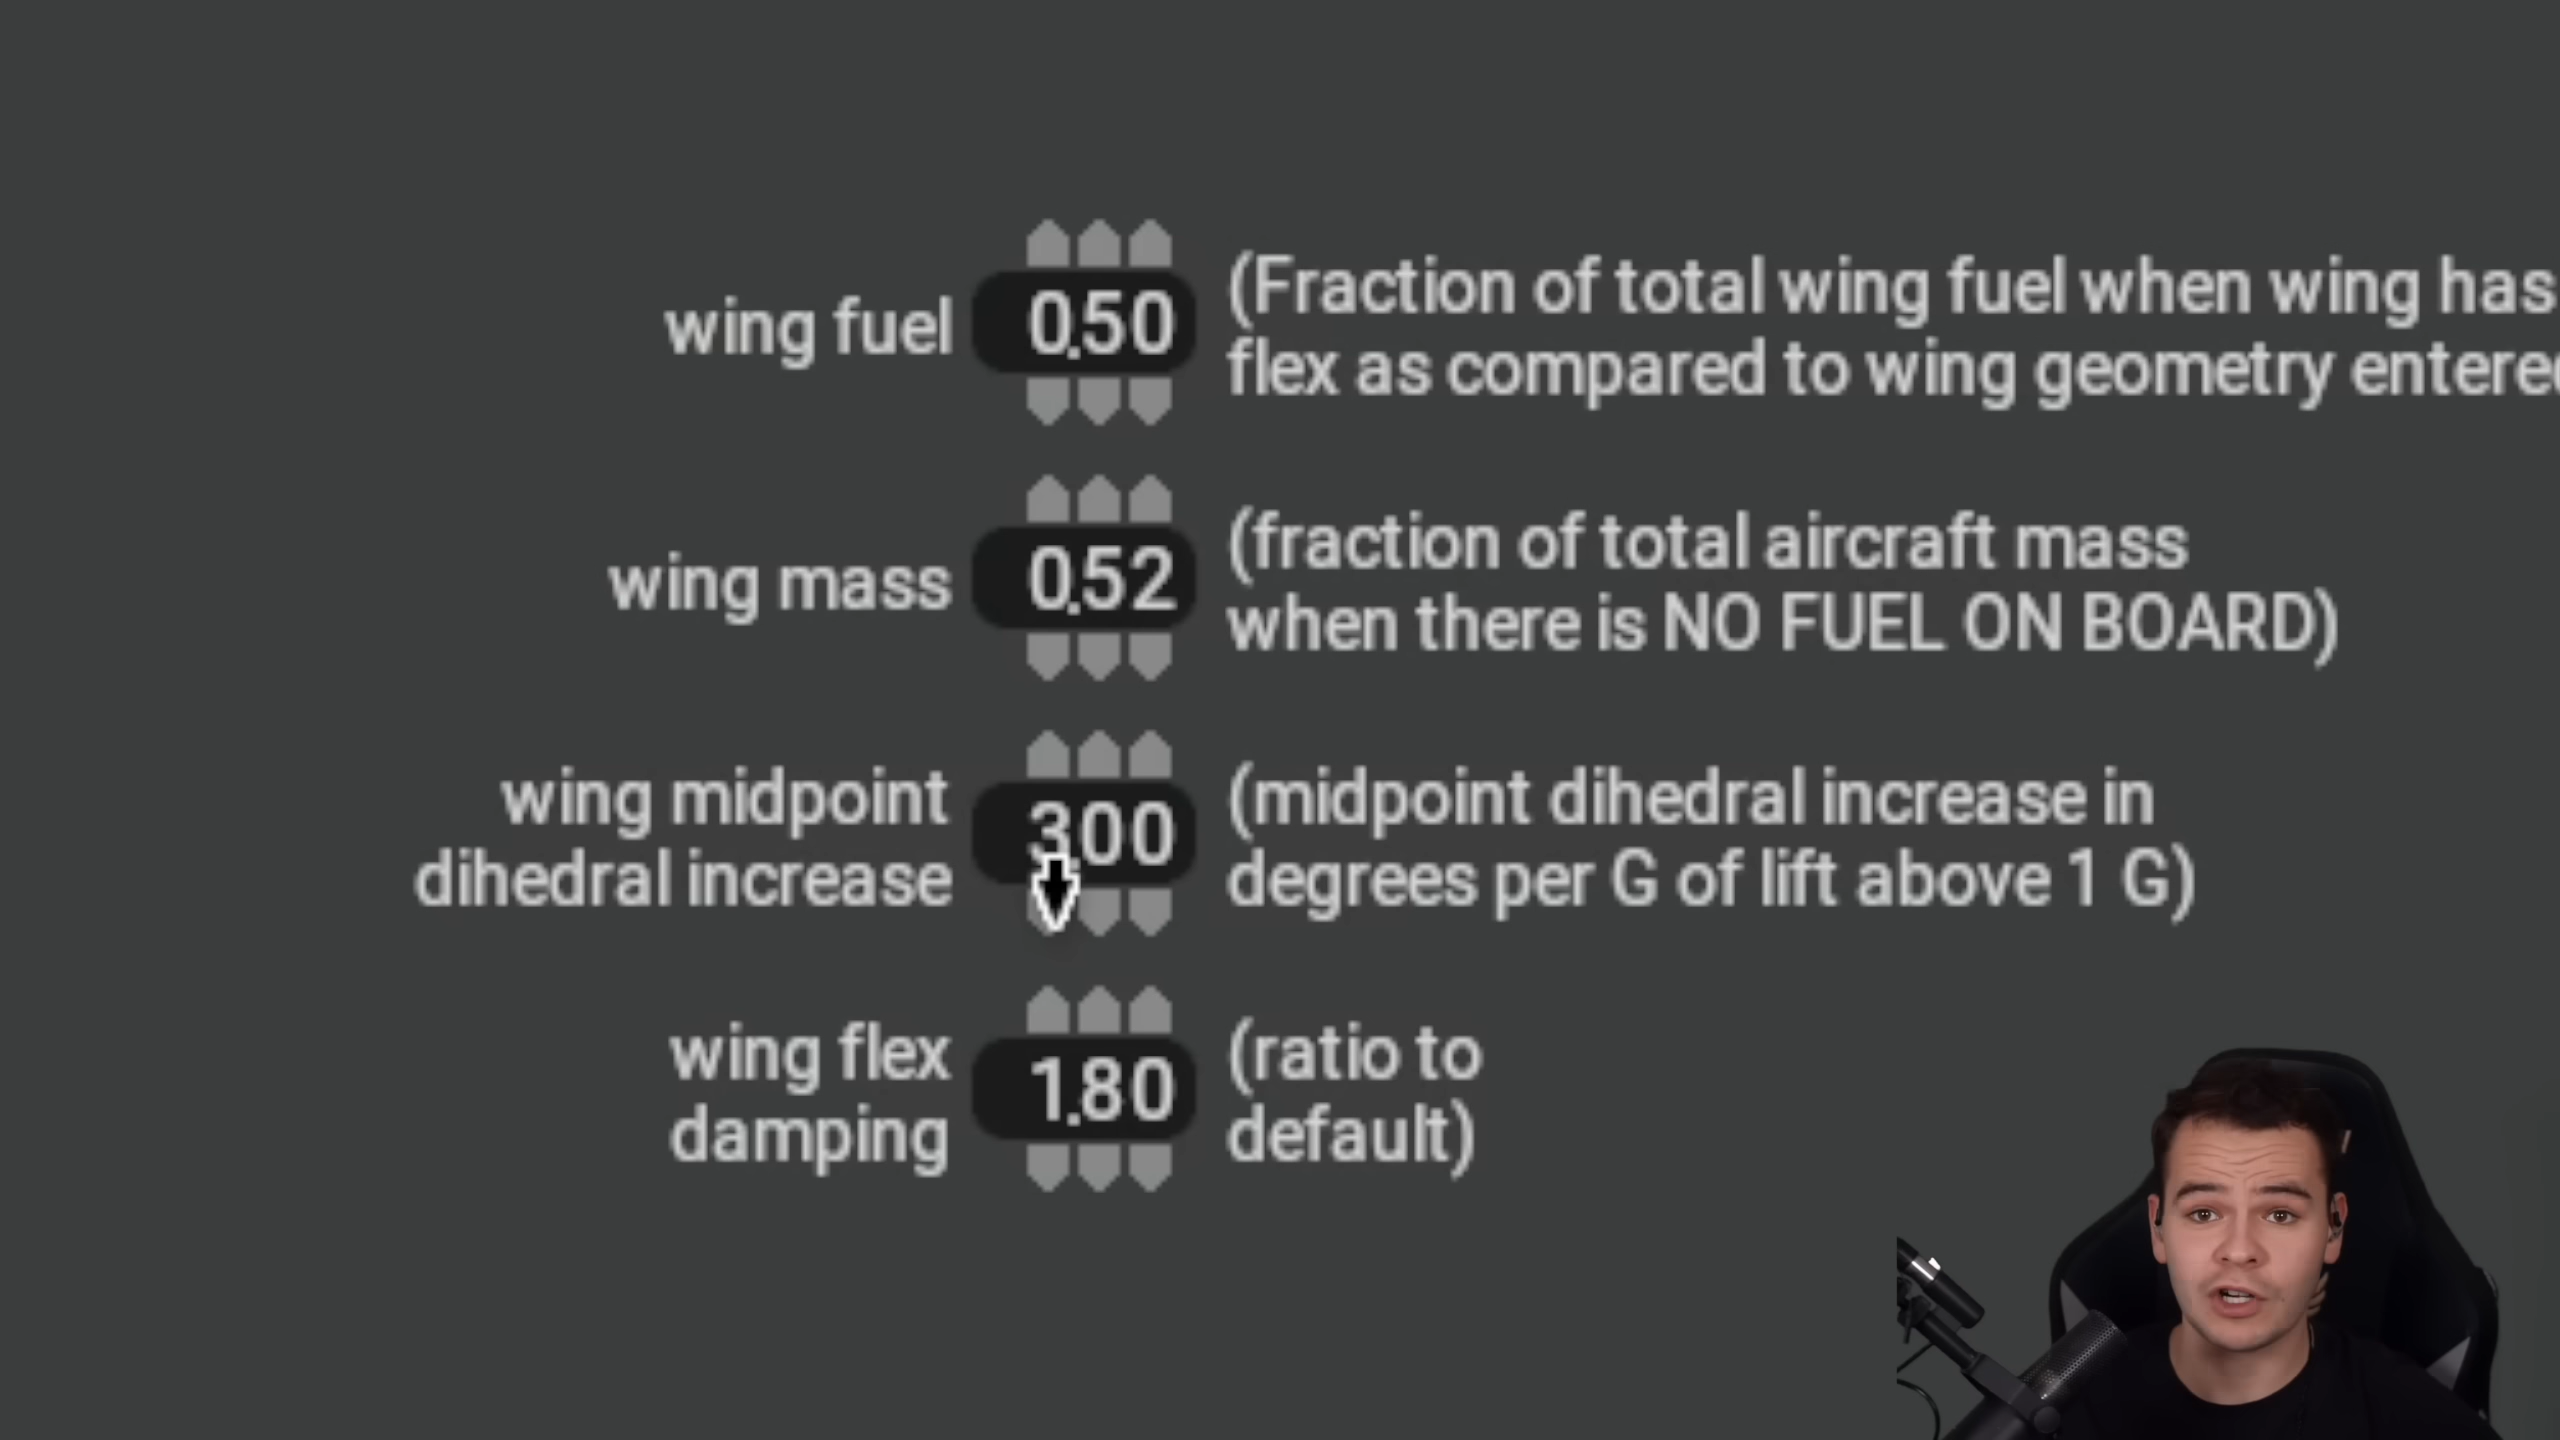 wing fuel 0.50 (Fraction of total wing fuel when wing has
flex as compared to wing geometry entered
wing mass 0.52 (fraction of total aircraft mass
when there is NO FUEL ON BOARD)
wing midpoint
dihedral increase 3.00 (midpoint dihedral increase in
degrees per G of lift above 1 G)
wing flex
damping 1.80 (ratio to
default)